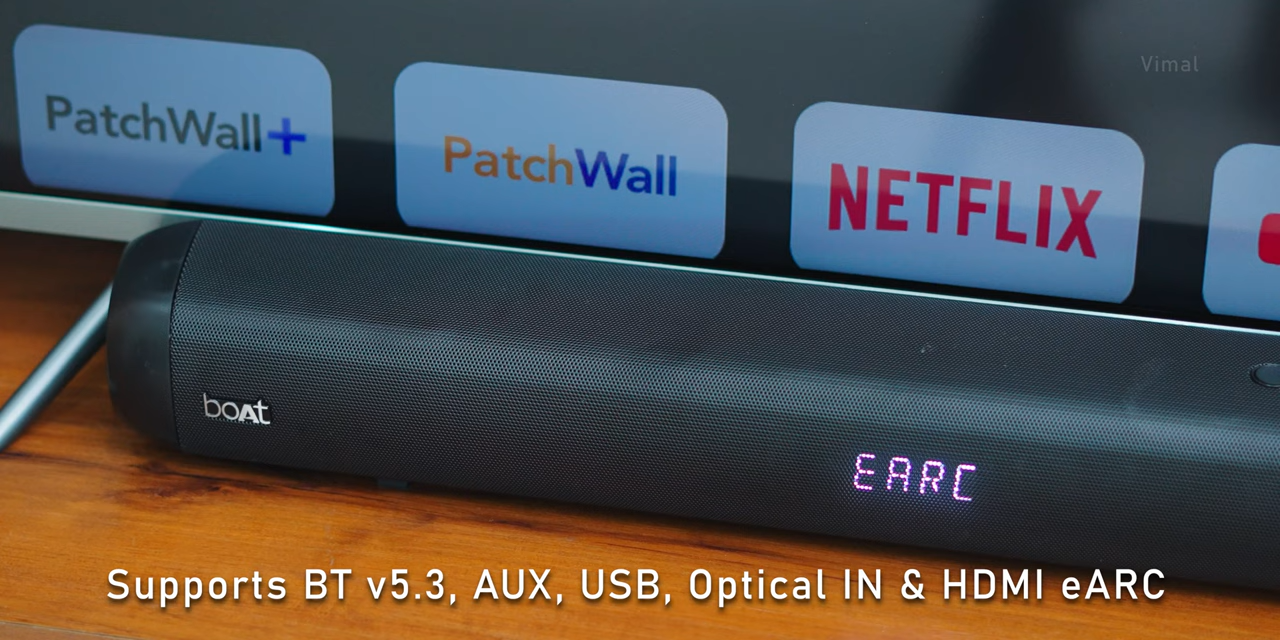 Vimal
PatchWall+
PatchWall
NETFLIX
boAt
EARC
Supports BT v5.3, AUX, USB, Optical IN & HDMI eARC